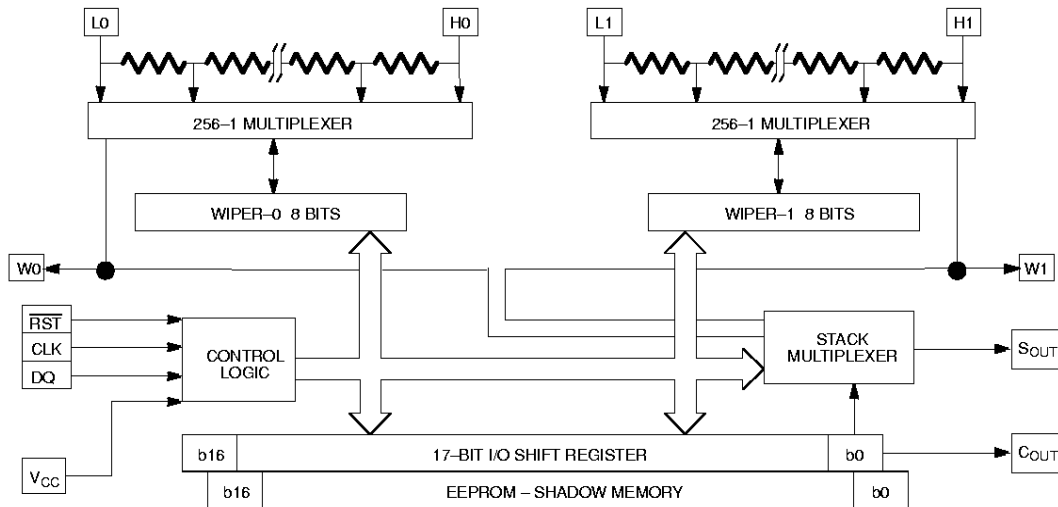 L0
H0
L1
H1
256–1 MULTIPLEXER
256–1 MULTIPLEXER
WIPER–0 8 BITS
WIPER–1 8 BITS
W0
W1
RST
CLK
DQ
CONTROL
LOGIC
STACK
MULTIPLEXER
SOUT
VCC
b16
17–BIT I/O SHIFT REGISTER
b0
COUT
b16
EEPROM – SHADOW MEMORY
b0